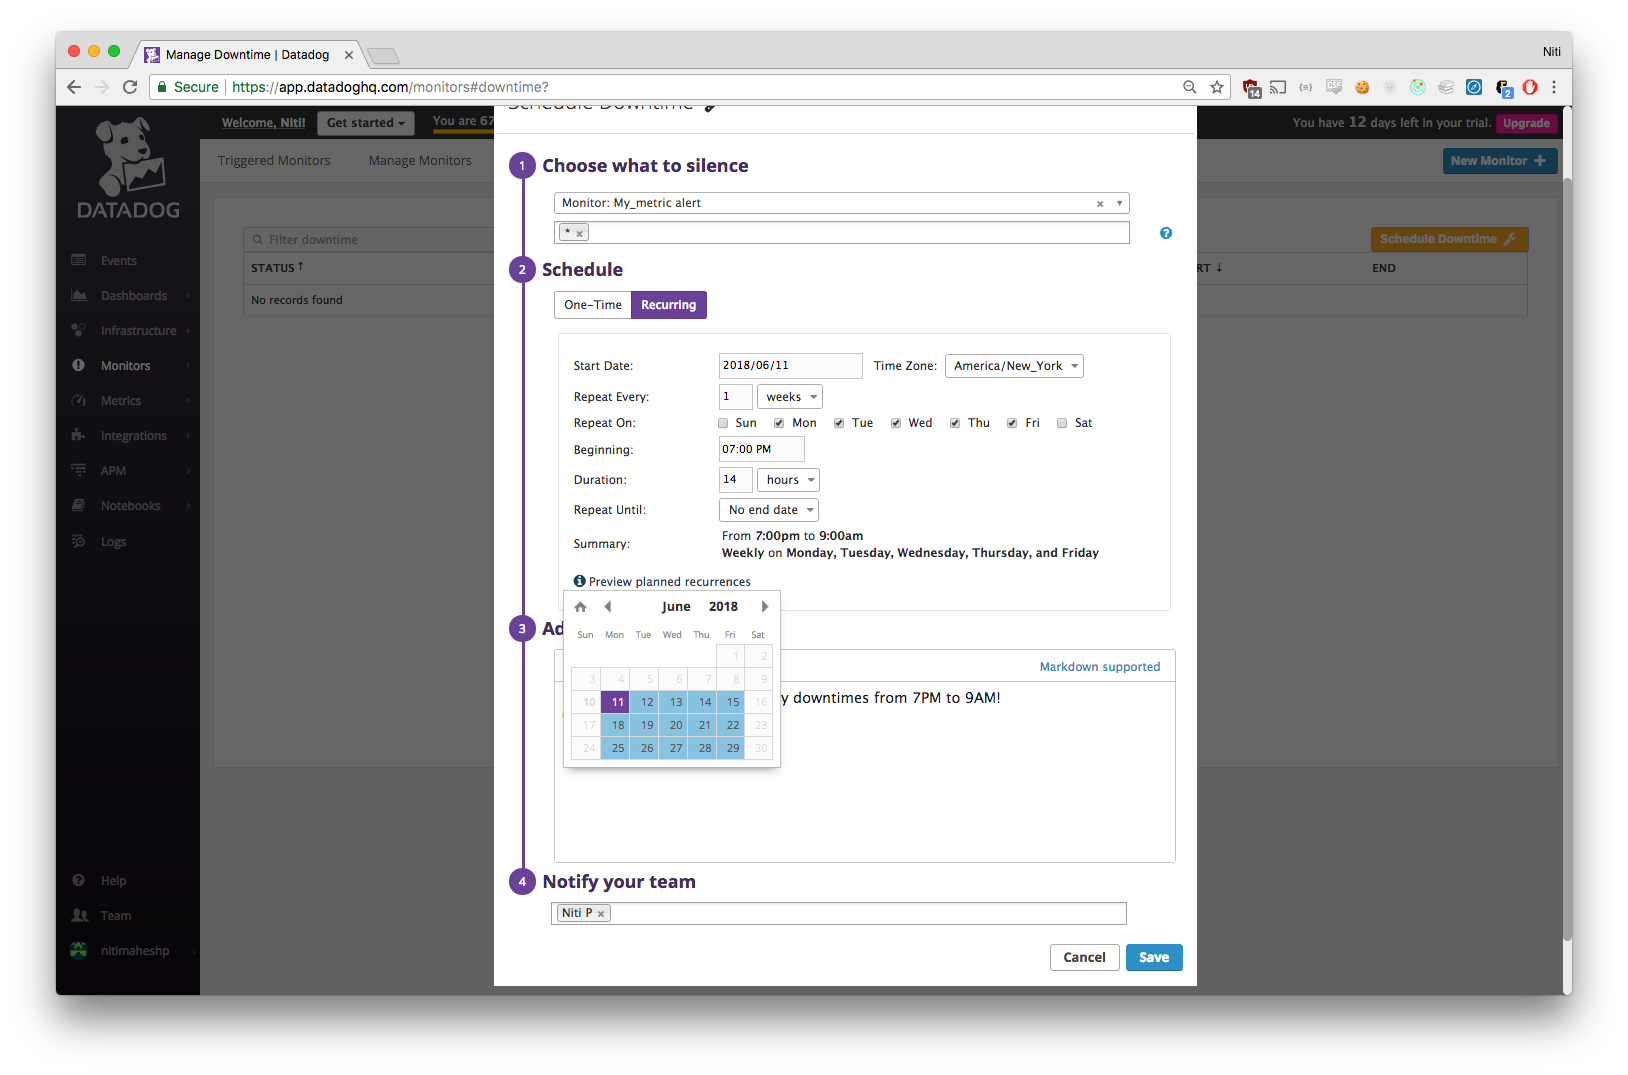 Manage Downtime | Datadog
Niti
Secure https://app.datadoghq.com/monitors#downtime?
14
2
Schedule Downtime
Welcome, Niti! Get started You are 67
You have 12 days left in your trial. Upgrade
Triggered Monitors Manage Monitors
New Monitor +
DATADOG
Events
Dashboards
Infrastructure
Monitors
Metrics
Integrations
APM
Notebooks
Logs
Help
Team
nitimaheshp
Filter downtime
Schedule Downtime
STATUS RT END
No records found
1 Choose what to silence
Monitor: My_metric alert
*
2 Schedule
One-Time Recurring
Start Date: 2018/06/11 Time Zone: America/New_York
Repeat Every: 1 weeks
Repeat On: Sun Mon Tue Wed Thu Fri Sat
Beginning: 07:00 PM
Duration: 14 hours
Repeat Until: No end date
Summary: From 7:00pm to 9:00am
Weekly on Monday, Tuesday, Wednesday, Thursday, and Friday
Preview planned recurrences
June 2018
Sun Mon Tue Wed Thu Fri Sat
1 2
3 4 5 6 7 8 9
10 11 12 13 14 15 16
17 18 19 20 21 22 23
24 25 26 27 28 29 30
3 Ad
Markdown supported
y downtimes from 7PM to 9AM!
4 Notify your team
Niti P
Cancel Save